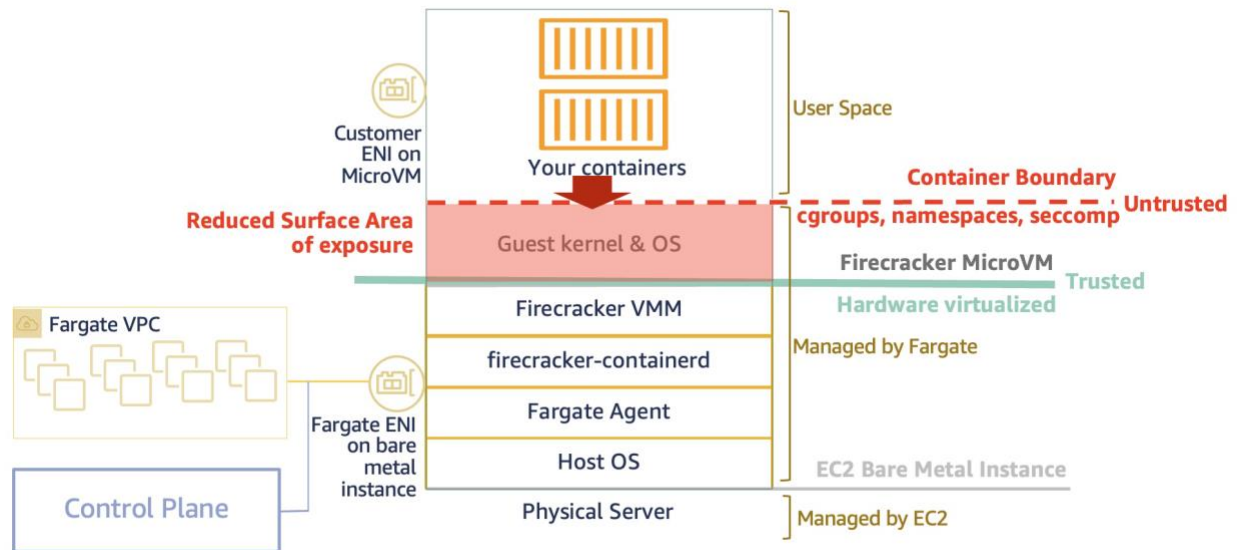 Customer
ENI on
MicroVM
Your containers
User Space
Container Boundary
Untrusted
cgroups, namespaces, seccomp
Reduced Surface Area
of exposure
Guest kernel & OS
Firecracker MicroVM
Trusted
Hardware virtualized
Firecracker VMM
Fargate VPC
firecracker-containerd
Managed by Fargate
Fargate Agent
Fargate ENI
on bare
metal
instance
Host OS
EC2 Bare Metal Instance
Control Plane
Physical Server
Managed by EC2